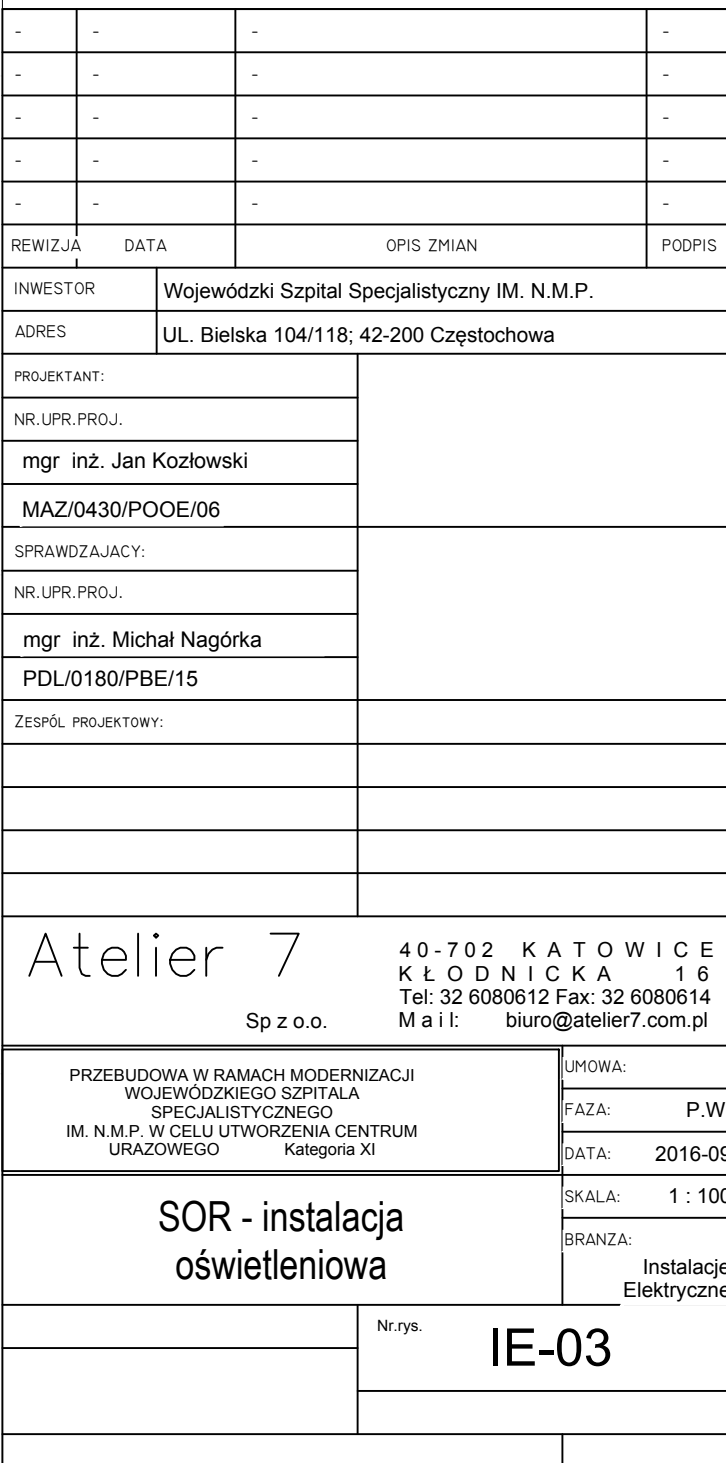 - - - -
- - - -
- - - -
- - - -
- - - -
REWIZJA DATA OPIS ZMIAN PODPIS
INWESTOR Wojewódzki Szpital Specjalistyczny IM. N.M.P.
ADRES UL. Bielska 104/118; 42-200 Częstochowa
PROJEKTANT:
NR.UPR.PROJ.
mgr inż. Jan Kozłowski
MAZ/0430/POOE/06
SPRAWDZAJACY:
NR.UPR.PROJ.
mgr inż. Michał Nagórka
PDL/0180/PBE/15
ZESPÓL PROJEKTOWY:
Atelier 7
Sp z o.o.
40-702 KATOWICE
KŁODNICKA 16
Tel: 32 6080612 Fax: 32 6080614
Mail: biuro@atelier7.com.pl
PRZEBUDOWA W RAMACH MODERNIZACJI
WOJEWÓDZKIEGO SZPITALA
SPECJALISTYCZNEGO
IM. N.M.P. W CELU UTWORZENIA CENTRUM
URAZOWEGO Kategoria XI
UMOWA:
FAZA: P.W
DATA: 2016-09
SKALA: 1 : 100
BRANZA:
Instalacje
Elektryczne
SOR - instalacja
oświetleniowa
Nr.rys. IE-03